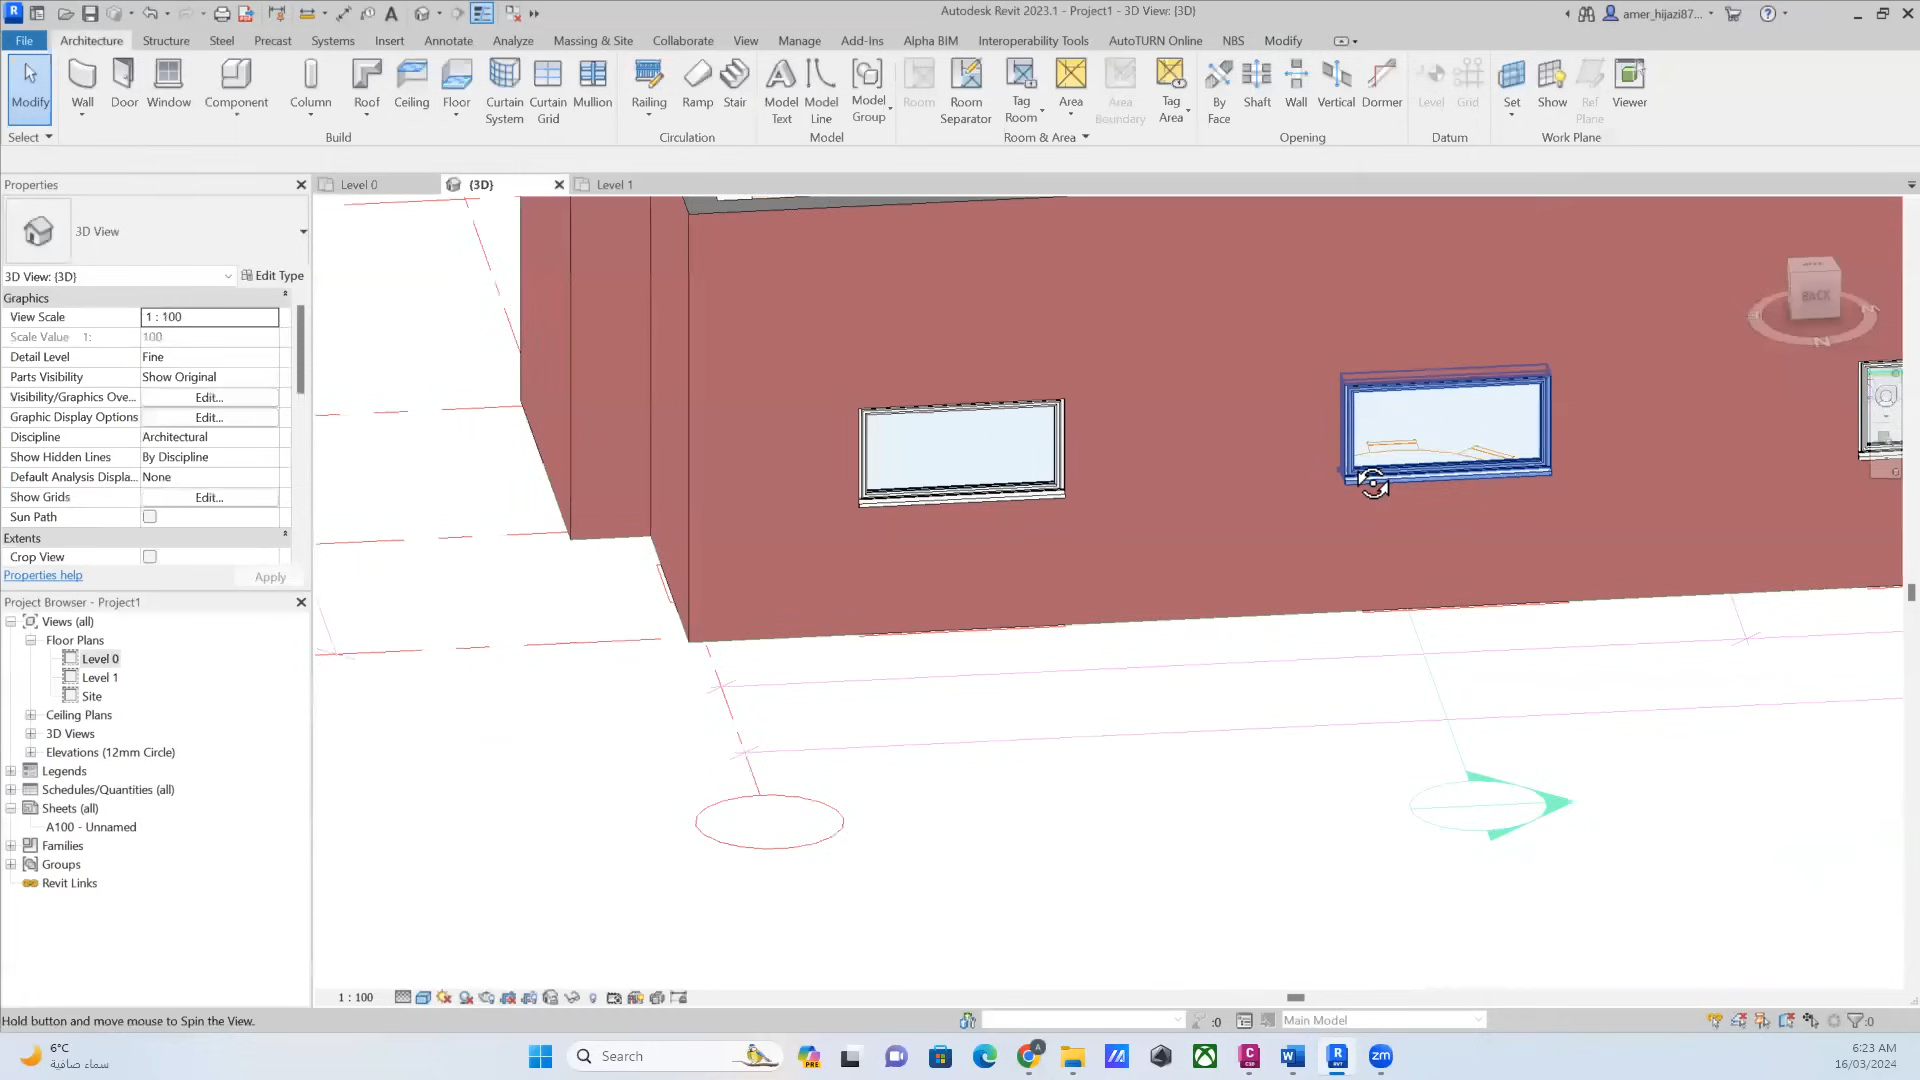 Autodesk Revit 2023.1 - Project1 - 3D View: {3D}
amer_hijazi87...
File Architecture Structure Steel Precast Systems Insert Annotate Analyze Massing & Site Collaborate View Manage Add-Ins Alpha BIM Interoperability Tools AutoTURN Online NBS Modify
Modify Wall Door Window Component Column Roof Ceiling Floor Curtain System Curtain Grid Mullion Railing Ramp Stair Model Text Model Line Model Group Room Room Separator Tag Room Area Area Boundary Tag Area By Face Shaft Wall Vertical Dormer Level Grid Set Show Ref Plane Viewer
Select Build Circulation Model Room & Area Opening Datum Work Plane
Properties
Level 0 {3D} Level 1
3D View
3D View: {3D} Edit Type
Graphics
View Scale 1 : 100
Scale Value 1: 100
Detail Level Fine
Parts Visibility Show Original
Visibility/Graphics Ove... Edit...
Graphic Display Options Edit...
Discipline Architectural
Show Hidden Lines By Discipline
Default Analysis Displa... None
Show Grids Edit...
Sun Path
Extents
Crop View
Properties help Apply
BACK
N
Project Browser - Project1
Views (all)
Floor Plans
Level 0
Level 1
Site
Ceiling Plans
3D Views
Elevations (12mm Circle)
Legends
Schedules/Quantities (all)
Sheets (all)
A100 - Unnamed
Families
Groups
Revit Links
1 : 100
Hold button and move mouse to Spin the View.
:0 Main Model :0
6°C
سماء صافية
Search
6:23 AM
16/03/2024